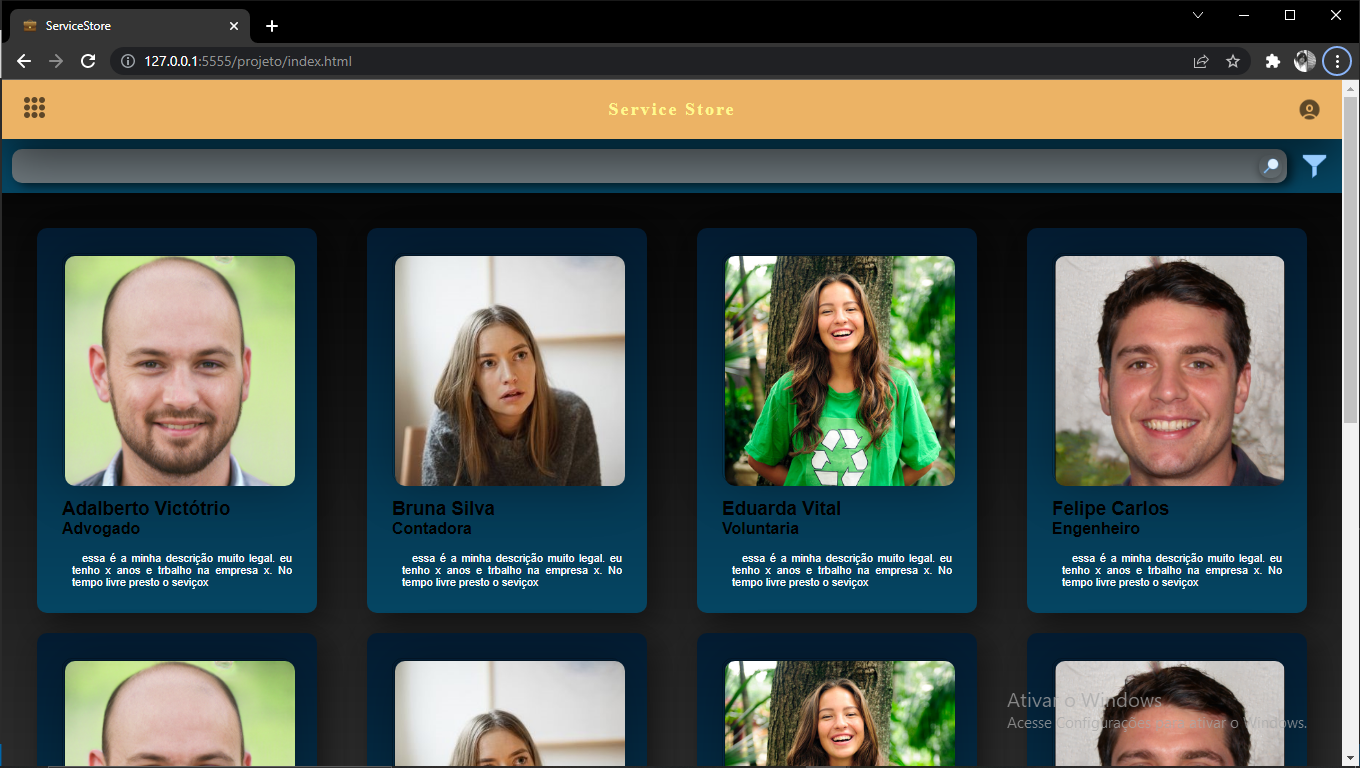 ServiceStore
127.0.0.1:5555/projeto/index.html
Service Store
Adalberto Victótrio
Advogado
essa é a minha descrição muito legal. eu
tenho x anos e trbalho na empresa x. No
tempo livre presto o seviçox
Bruna Silva
Contadora
essa é a minha descrição muito legal. eu
tenho x anos e trbalho na empresa x. No
tempo livre presto o seviçox
Eduarda Vital
Voluntaria
essa é a minha descrição muito legal. eu
tenho x anos e trbalho na empresa x. No
tempo livre presto o seviçox
Felipe Carlos
Engenheiro
essa é a minha descrição muito legal. eu
tenho x anos e trbalho na empresa x. No
tempo livre presto o seviçox
Ativar o Windows
Acesse Configurações para ativar o Windows.